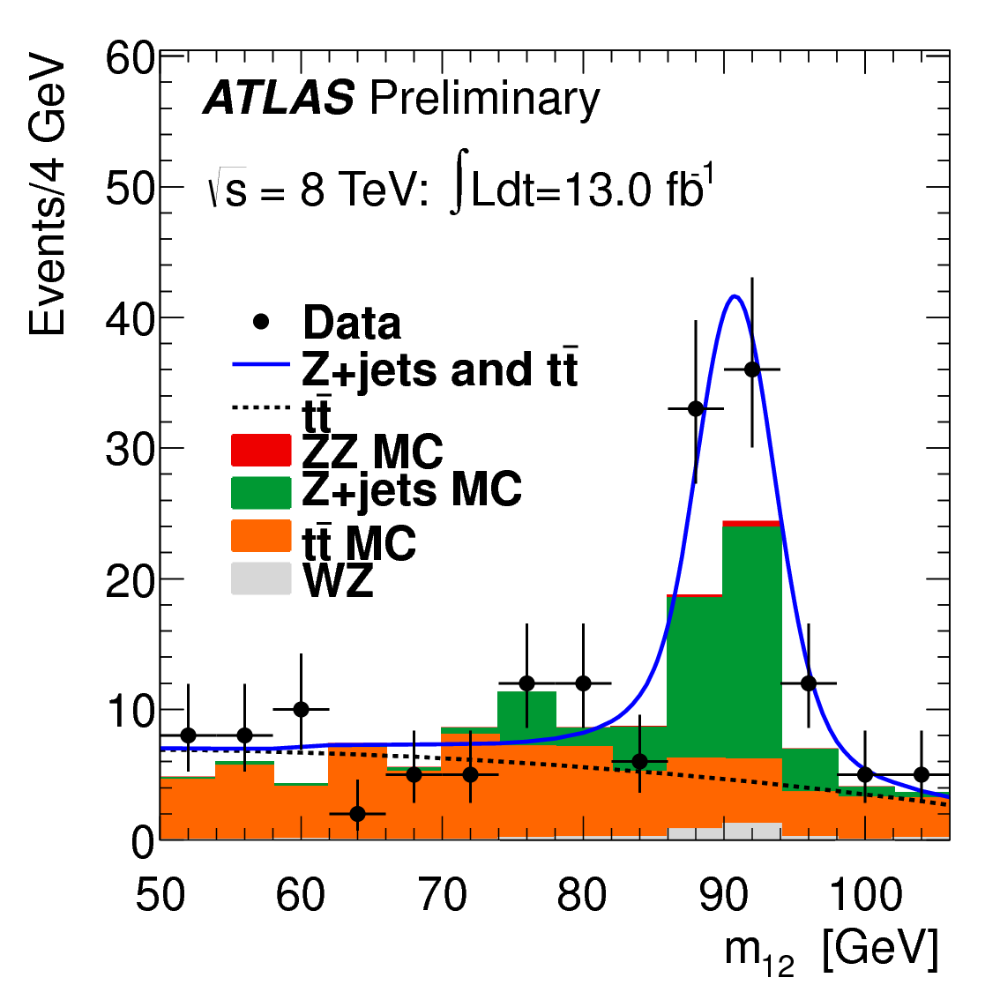 Events/4 GeV
60
50
40
30
20
10
0
ATLAS Preliminary
√s = 8 TeV: ∫Ldt=13.0 fb⁻¹
Data
Z+jets and tt̄
tt̄
ZZ MC
Z+jets MC
tt̄ MC
WZ
50 60 70 80 90 100
m₁₂ [GeV]